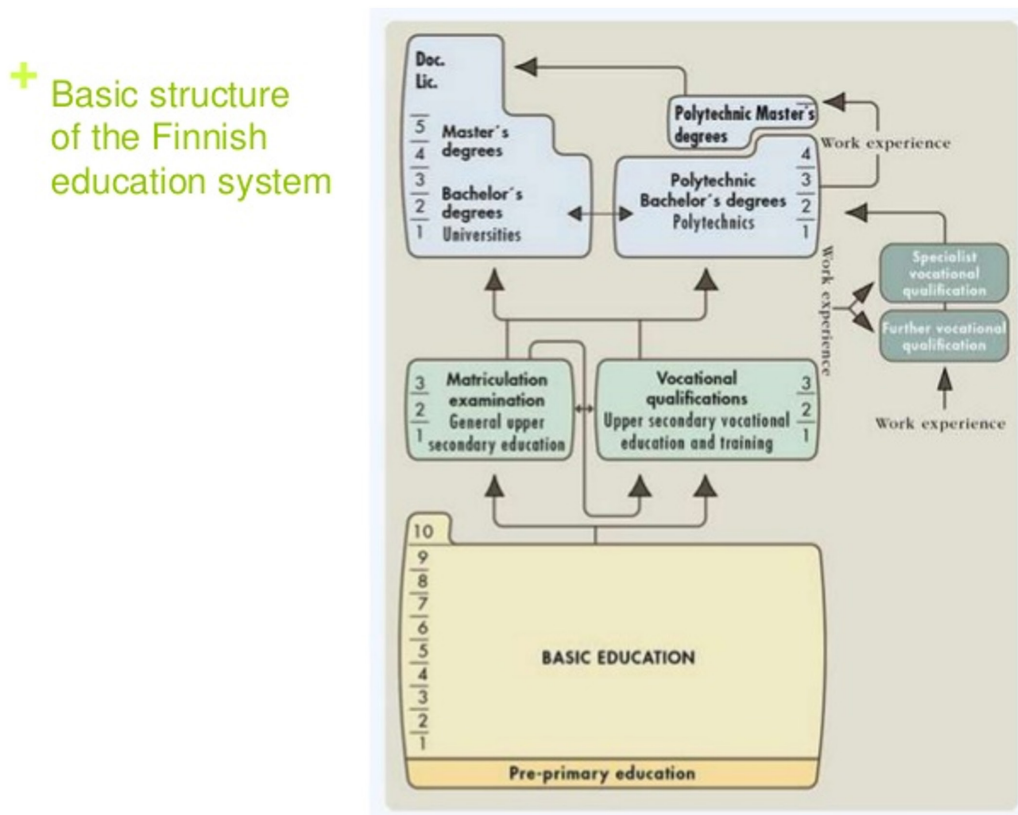 +
Basic structure
of the Finnish
education system
Doc.
Lic.
5
4
3
2
1
Master´s
degrees
Bachelor´s
degrees
Universities
Polytechnic Master´s
degrees
Work experience
Polytechnic
Bachelor´s degrees
Polytechnics
4
3
2
1
Work experience
Specialist
vocational
qualification
Further vocational
qualification
Work experience
3
2
1
Matriculation
examination
General upper
secondary education
Vocational
qualifications
Upper secondary vocational
education and training
3
2
1
10
9
8
7
6
5
4
3
2
1
BASIC EDUCATION
Pre-primary education